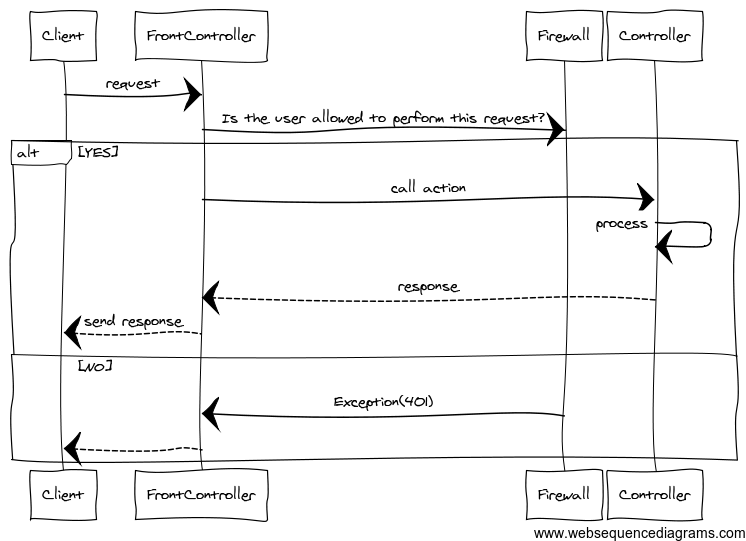 Client
FrontController
Firewall
Controller
request
Is the user allowed to perform this request?
alt
[YES]
call action
process
response
send response
[NO]
Exception(401)
Client
FrontController
Firewall
Controller
www.websequencediagrams.com